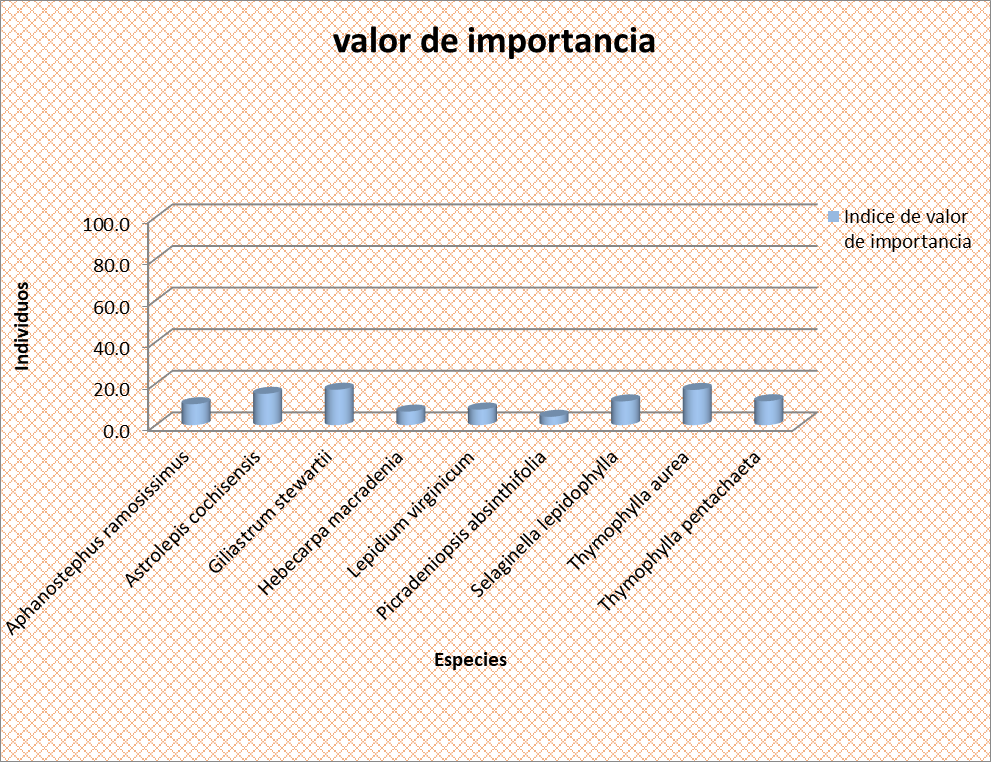 valor de importancia
100.0
80.0
60.0
40.0
20.0
0.0
Individuos
Indice de valor
de importancia
Aphanostephus ramosissimus
Astrolepis cochisensis
Giliastrum stewartii
Hebecarpa macradenia
Lepidium virginicum
Picradeniopsis absinthifolia
Selaginella lepidophylla
Thymophylla aurea
Thymophylla pentachaeta
Especies